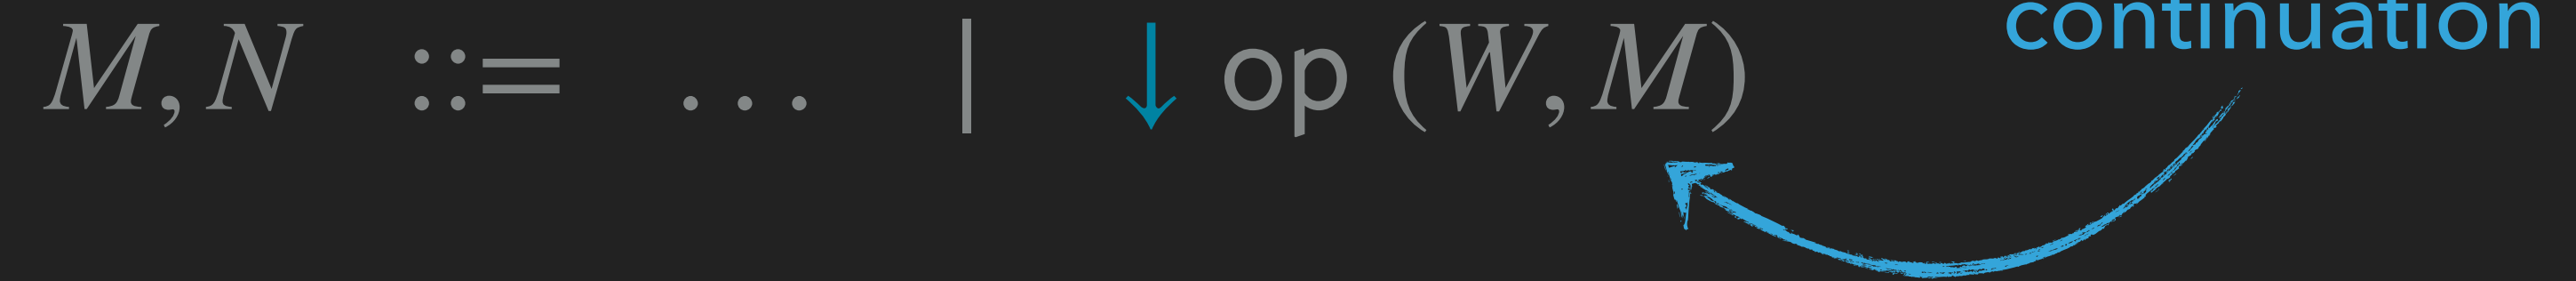 continuation
M, N ::= … | ↓ op (W, M)